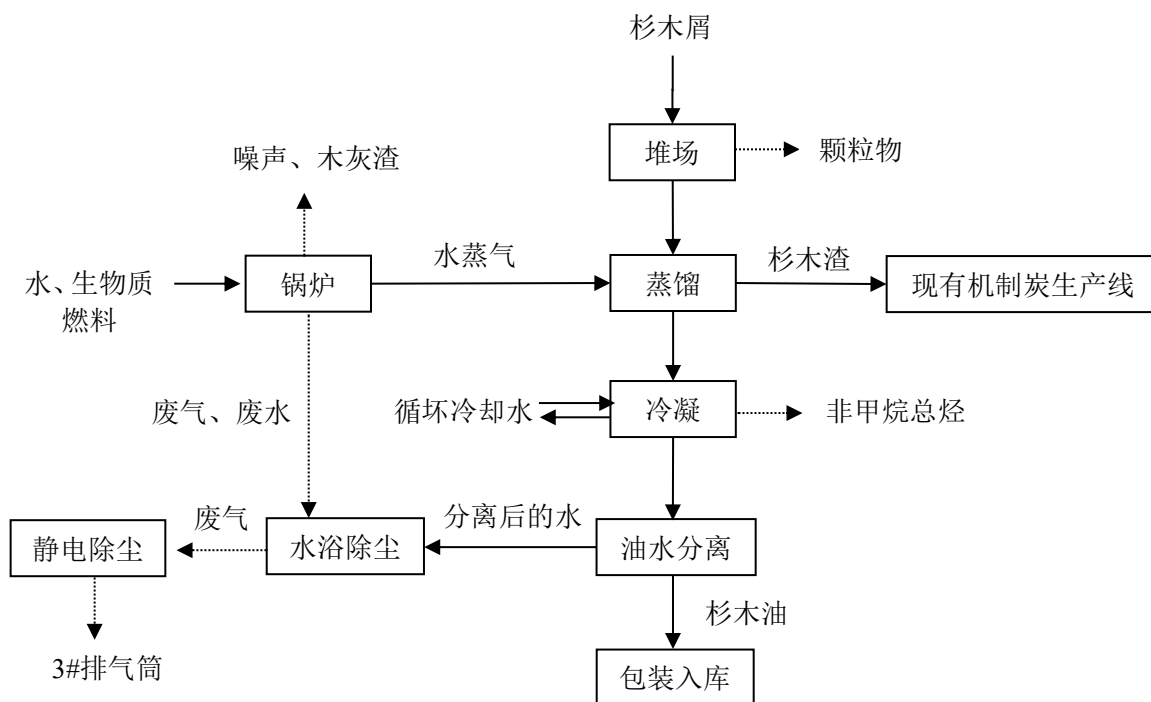 杉木屑
堆场
颗粒物
噪声、木灰渣
水、生物质
燃料
锅炉
水蒸气
蒸馏
杉木渣
现有机制炭生产线
废气、废水
循坏冷却水
冷凝
非甲烷总烃
静电除尘
废气
水浴除尘
分离后的水
油水分离
杉木油
3#排气筒
包装入库